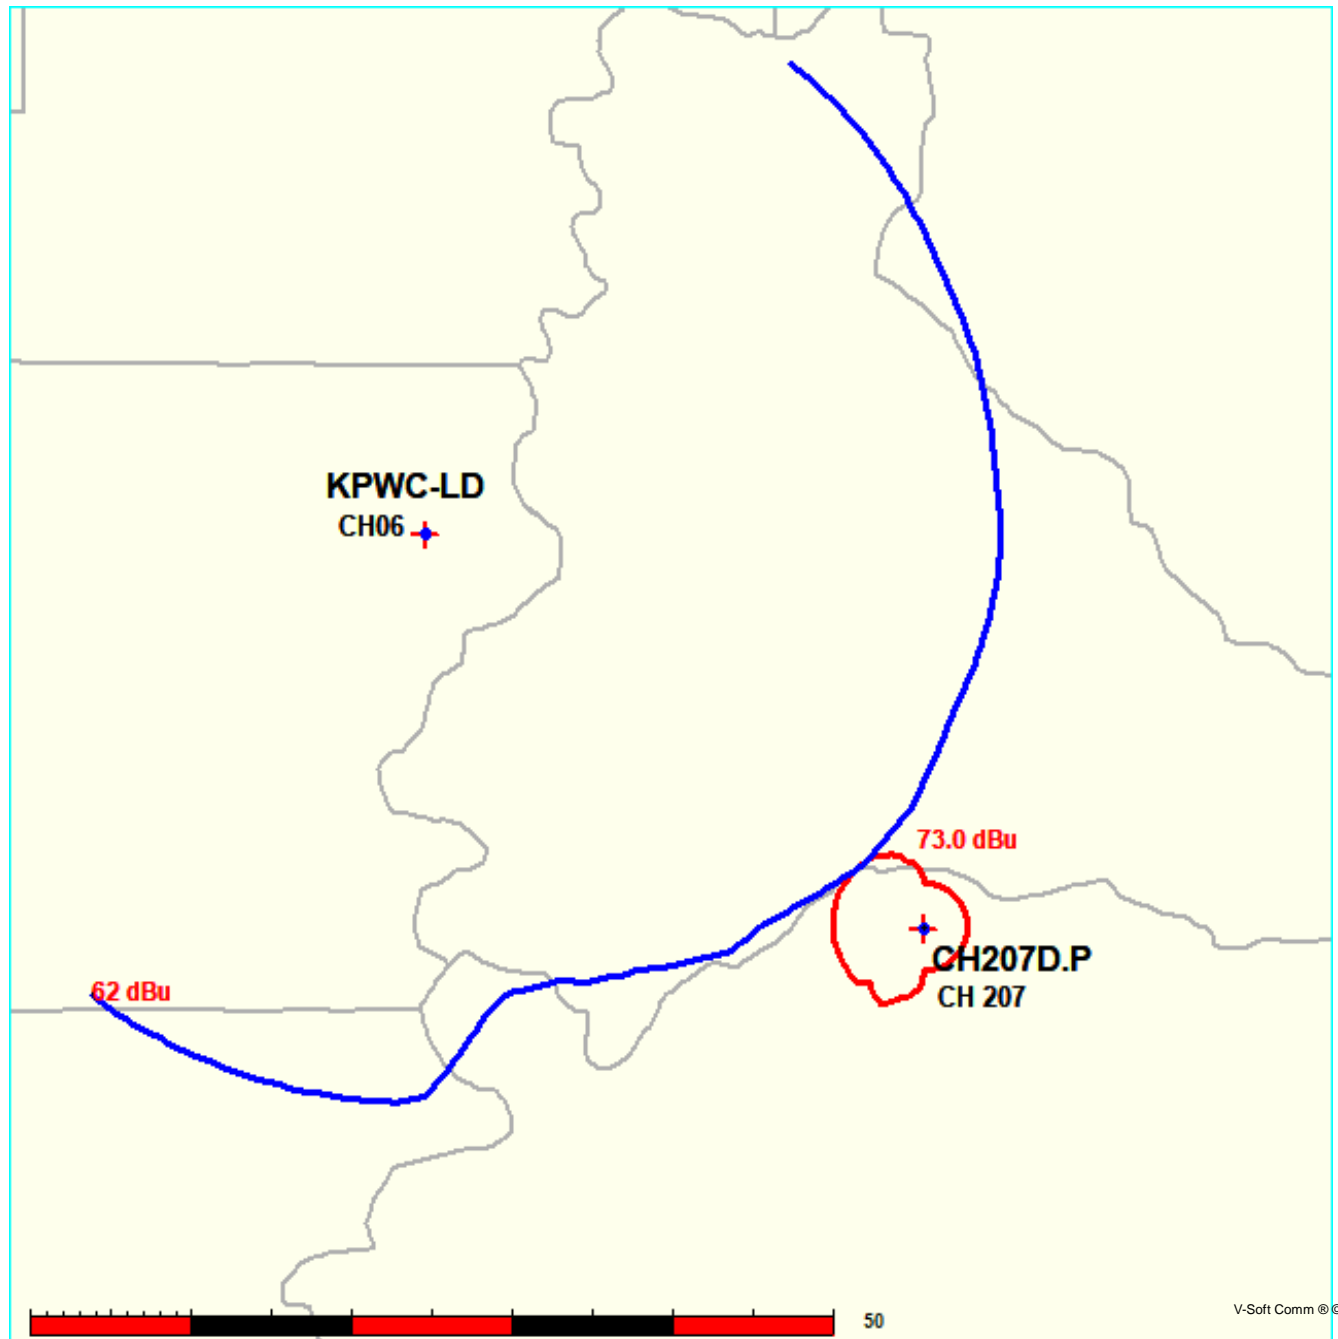 KPWC-LD
CH06
73.0 dBu
CH207D.P
CH 207
62 dBu
50
V-Soft Comm ® ©